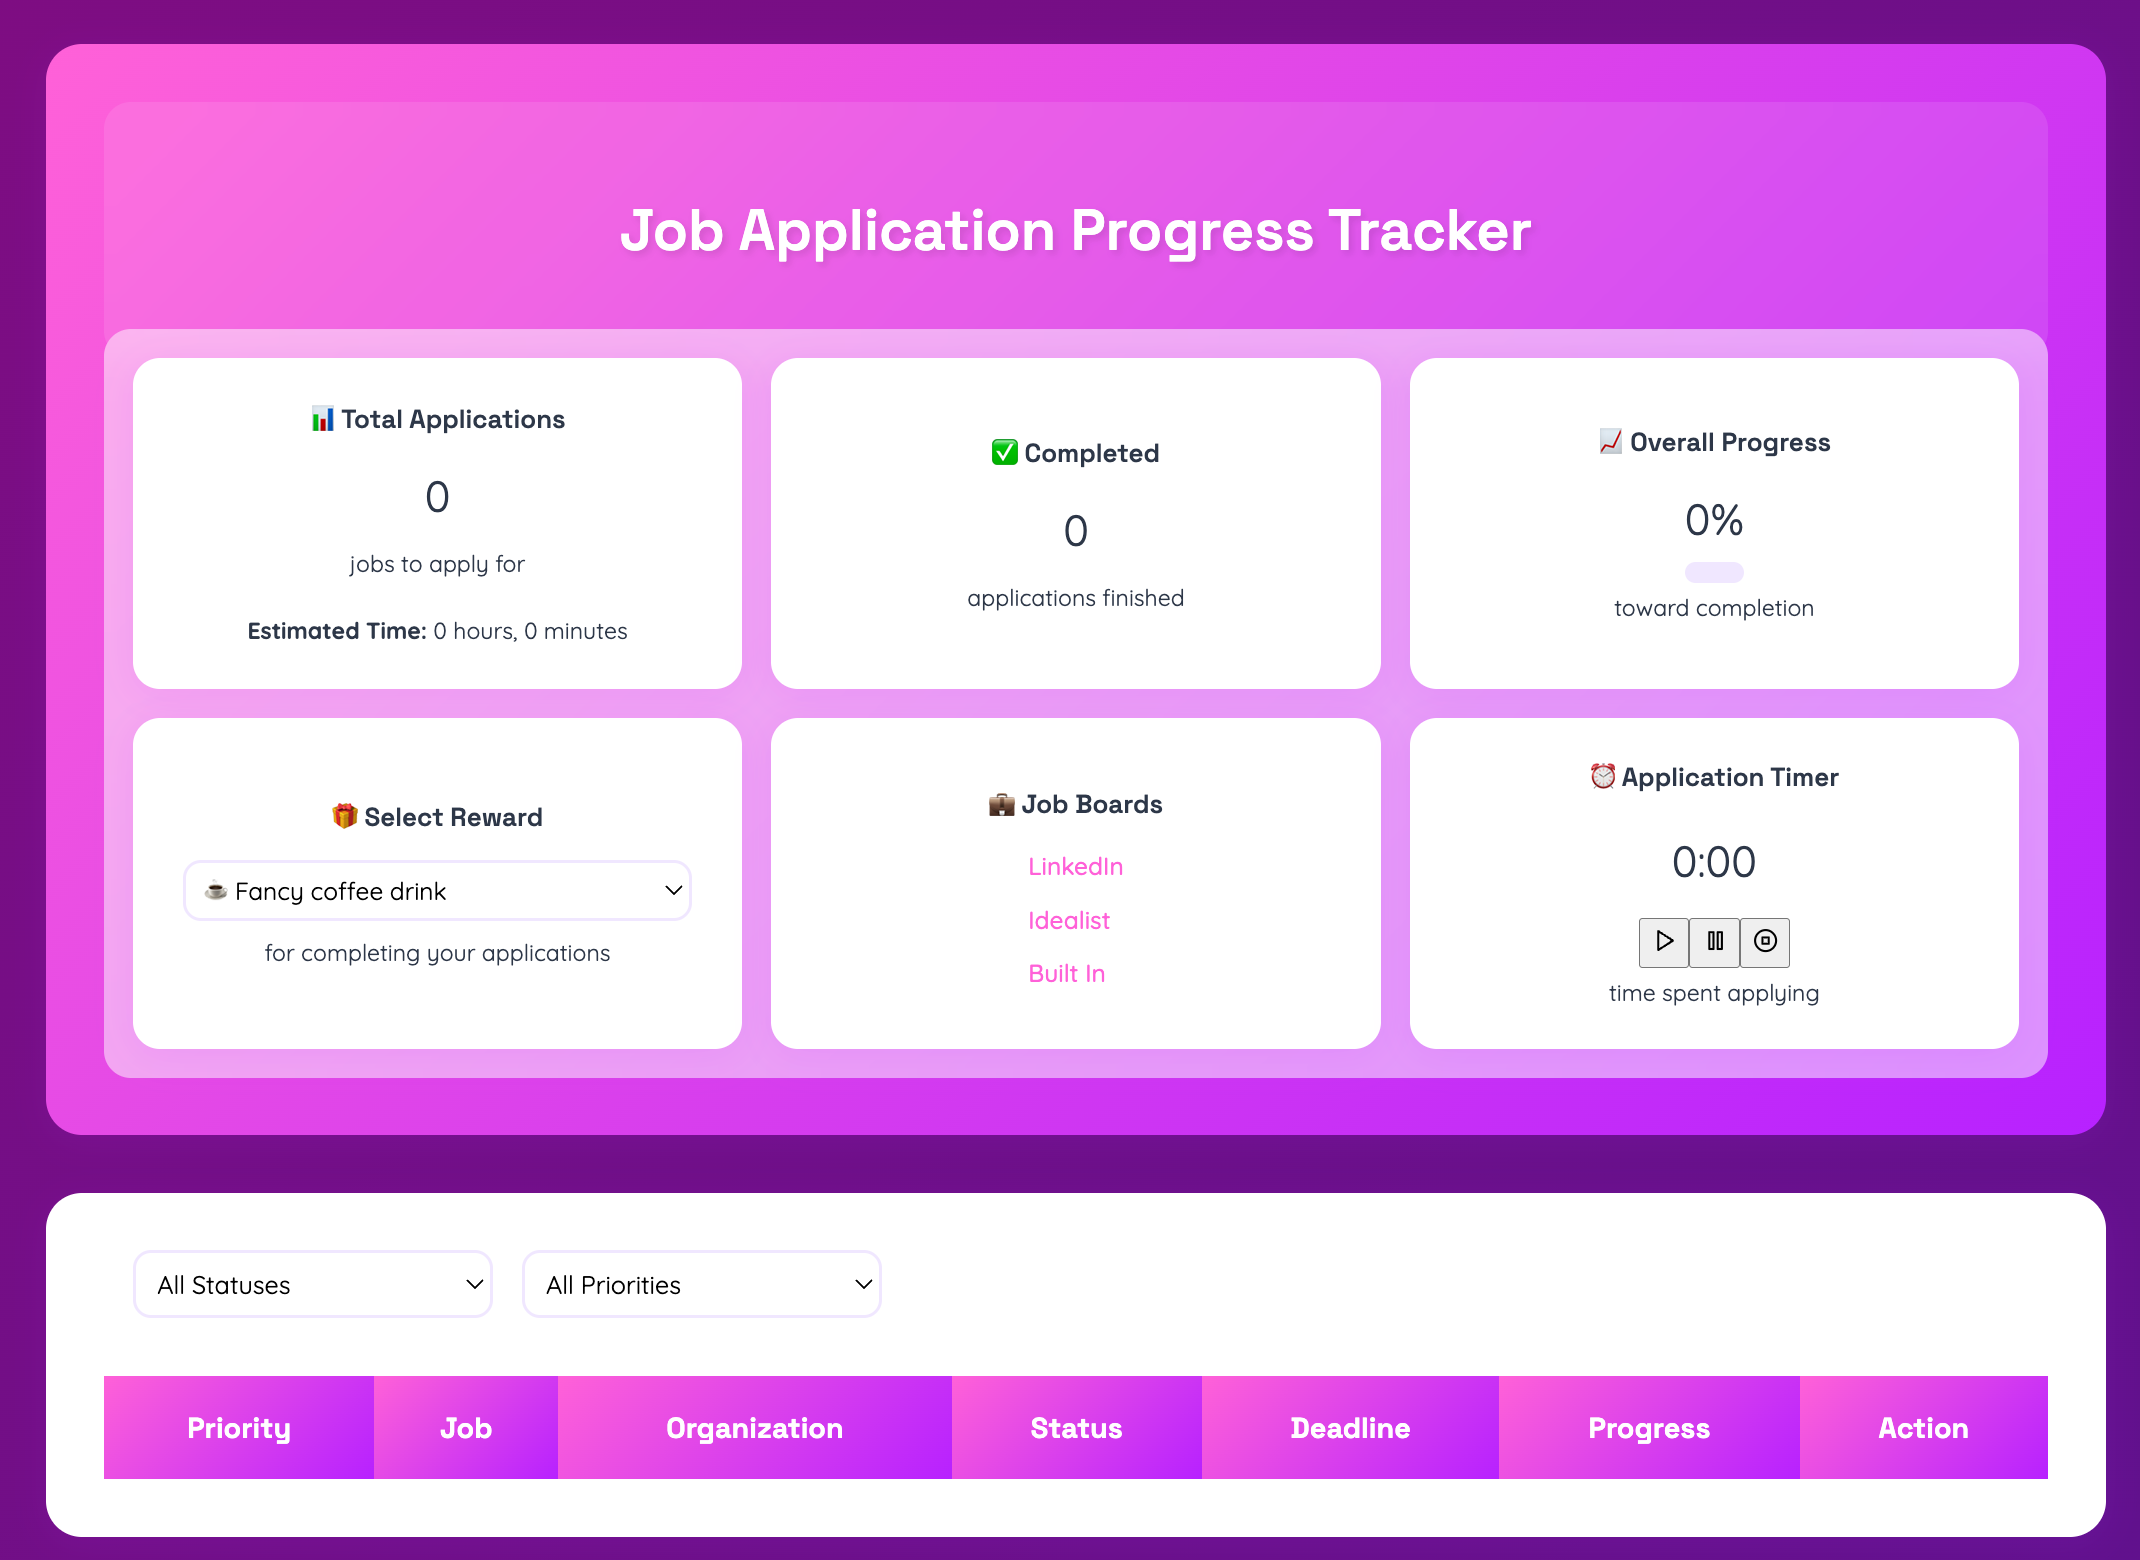 Job Application Progress Tracker
📊 Total Applications
0
jobs to apply for
Estimated Time: 0 hours, 0 minutes
✅ Completed
0
applications finished
📈 Overall Progress
0%
toward completion
🎁 Select Reward
☕ Fancy coffee drink
for completing your applications
💼 Job Boards
LinkedIn
Idealist
Built In
⏰ Application Timer
0:00
time spent applying
All Statuses
All Priorities
Priority Job Organization Status Deadline Progress Action